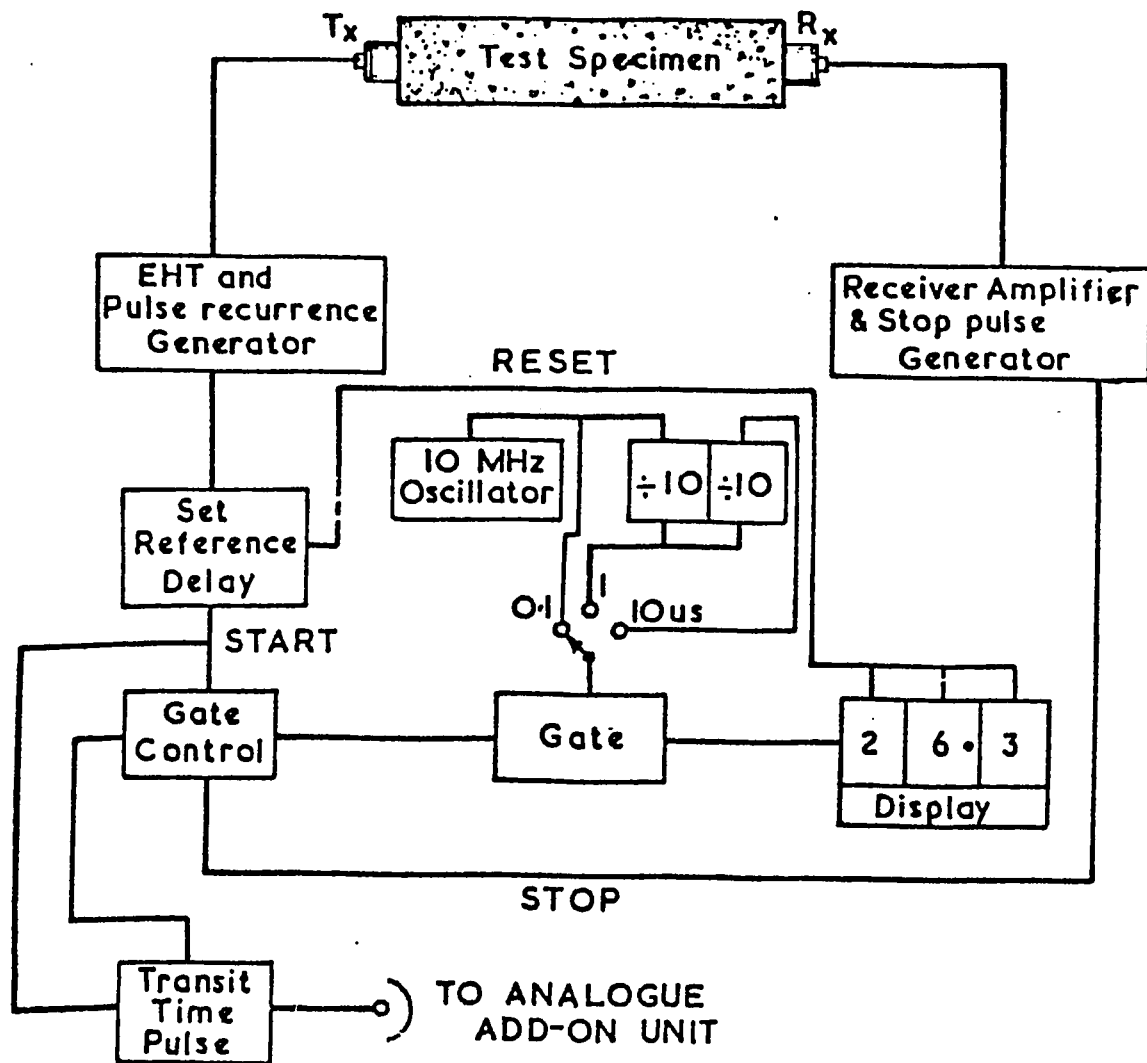 Tx
Test Specimen
Rx
EHT and
Pulse recurrence
Generator
Receiver Amplifier
& Stop pulse
Generator
RESET
10 MHz
Oscillator
÷10
÷10
Set
Reference
Delay
0.1
1
10us
START
Gate
Control
Gate
2 6. 3
Display
STOP
Transit
Time
Pulse
TO ANALOGUE
ADD-ON UNIT